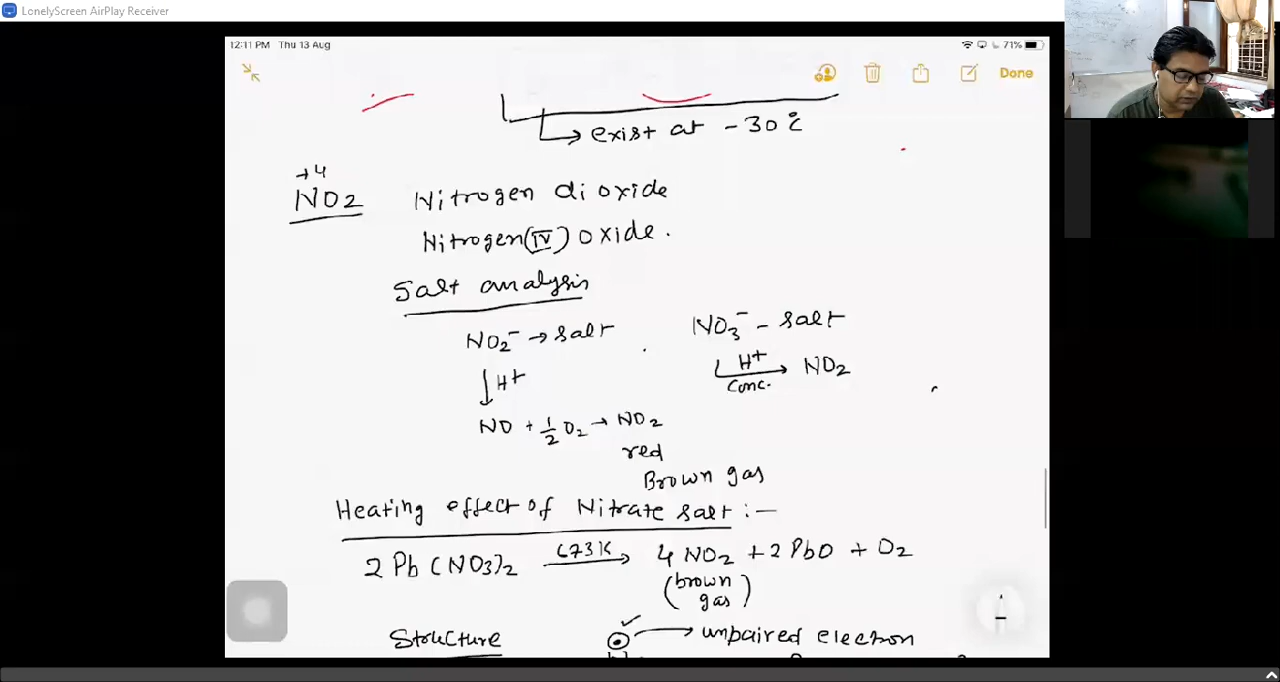 LonelyScreen AirPlay Receiver
12:11 PM Thu 13 Aug
71%
Done
exist at -30°C
+4
NO2 Nitrogen di oxide
Nitrogen(IV) Oxide.
Salt analysis
NO2⁻ → salt NO3⁻ - salt
↓ H+ H+ → NO2
Conc.
NO + 1/2 O2 → NO2
red
Brown gas
Heating effect of Nitrate salt :-
673K
2 Pb(NO3)2 → 4 NO2 + 2 PbO + O2
(brown gas)
Structure → unpaired electron